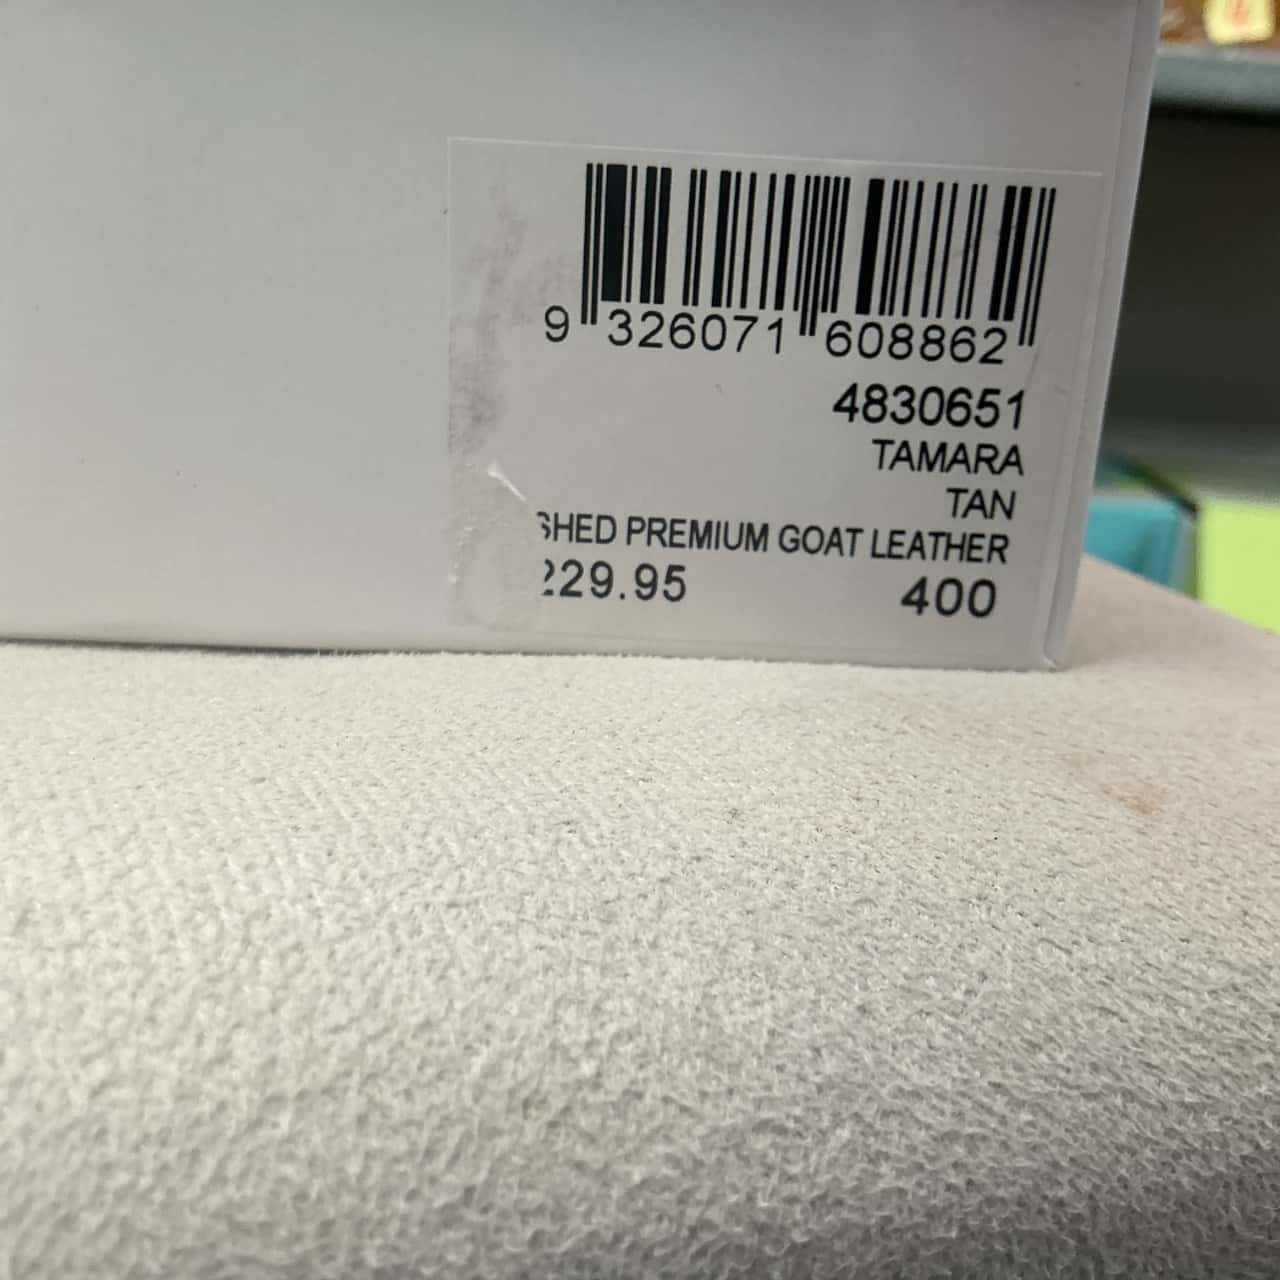 9 326071 608862
4830651
TAMARA
TAN
SHED PREMIUM GOAT LEATHER
229.95 400